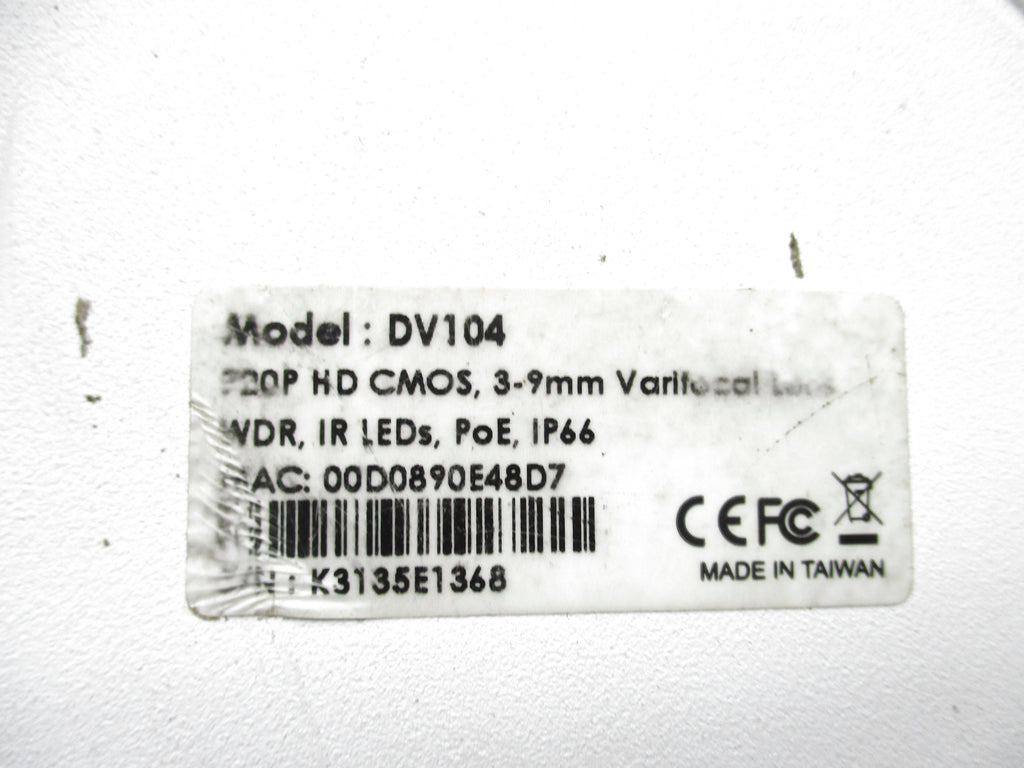 Model : DV104
720P HD CMOS, 3-9mm Varifocal Lens
WDR, IR LEDs, PoE, IP66
MAC: 00D0890E48D7
CE FC
: K3135E1368
MADE IN TAIWAN